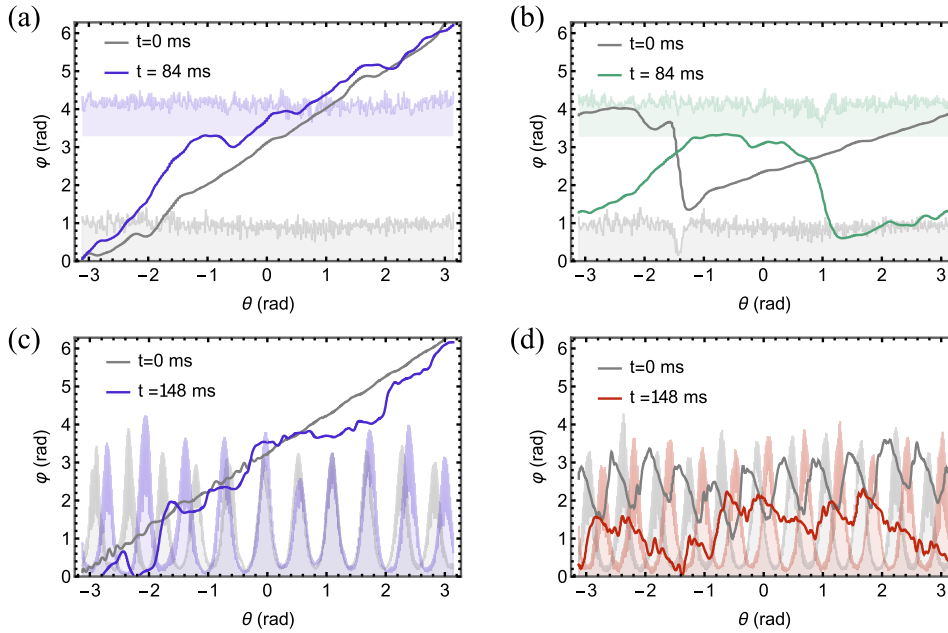 (a)
t=0 ms
t = 84 ms
φ (rad)
6
5
4
3
2
1
0
−3 −2 −1 0 1 2 3
θ (rad)
(b)
t=0 ms
t = 84 ms
φ (rad)
6
5
4
3
2
1
0
−3 −2 −1 0 1 2 3
θ (rad)
(c)
t=0 ms
t =148 ms
φ (rad)
6
5
4
3
2
1
0
−3 −2 −1 0 1 2 3
θ (rad)
(d)
t=0 ms
t =148 ms
φ (rad)
6
5
4
3
2
1
0
−3 −2 −1 0 1 2 3
θ (rad)